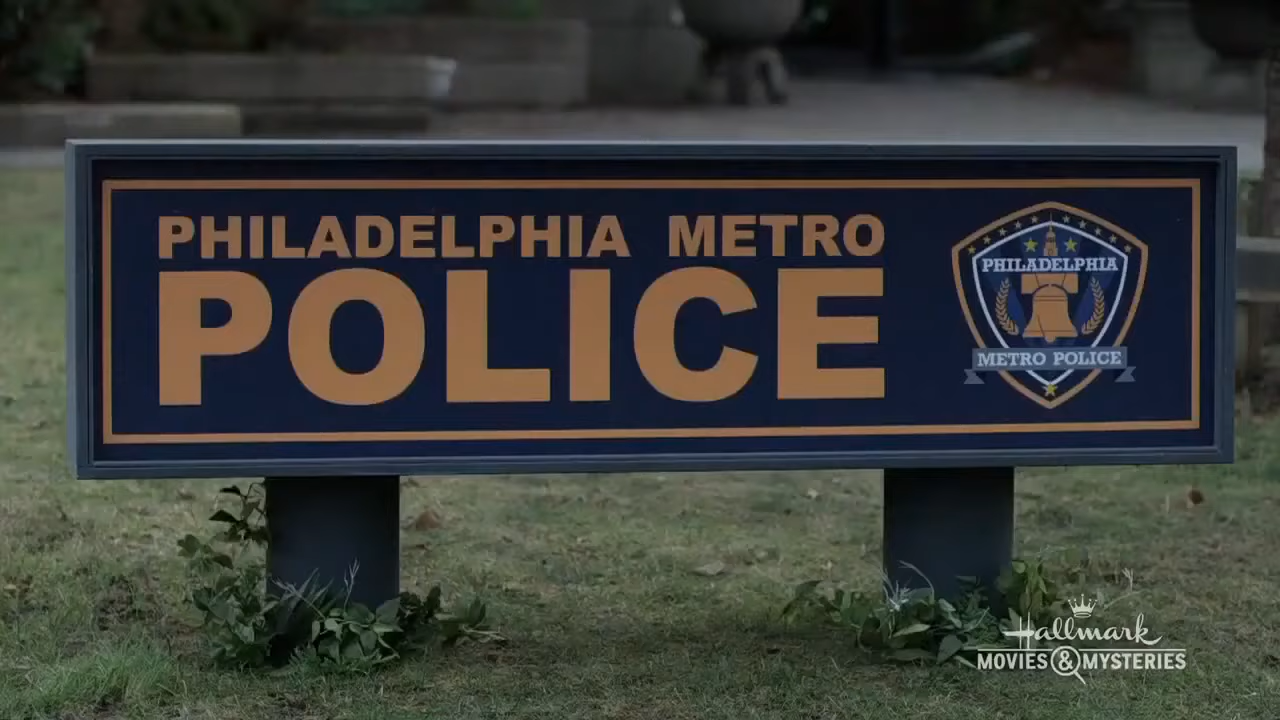 PHILADELPHIA METRO
POLICE
PHILADELPHIA
METRO POLICE
Hallmark
MOVIES & MYSTERIES